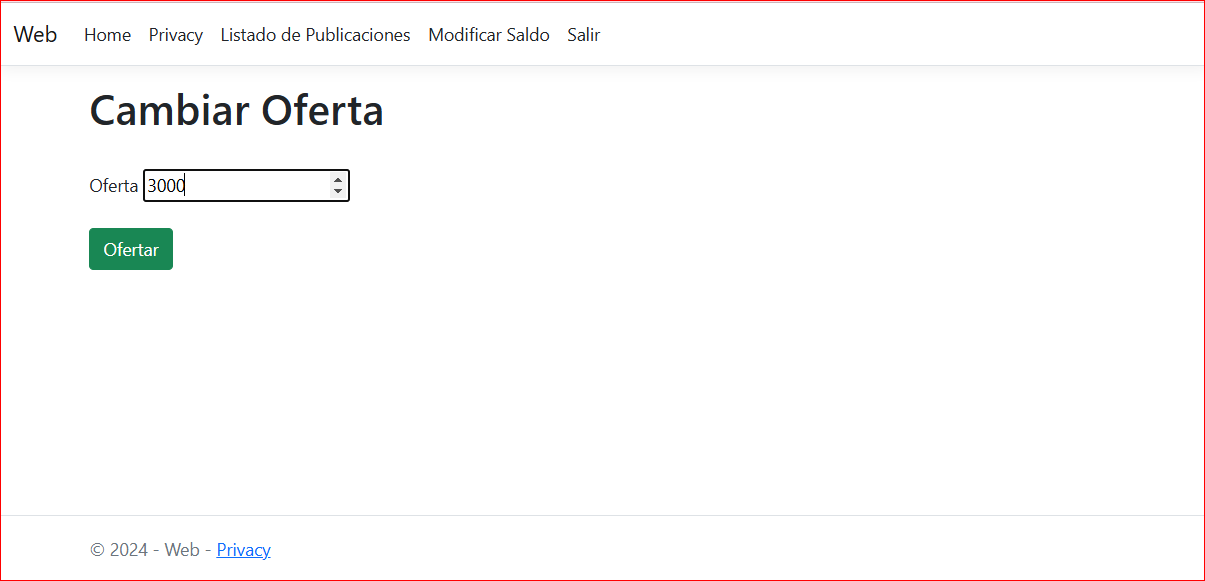 Web Home Privacy Listado de Publicaciones Modificar Saldo Salir
Cambiar Oferta
Oferta 3000
Ofertar
© 2024 - Web - Privacy